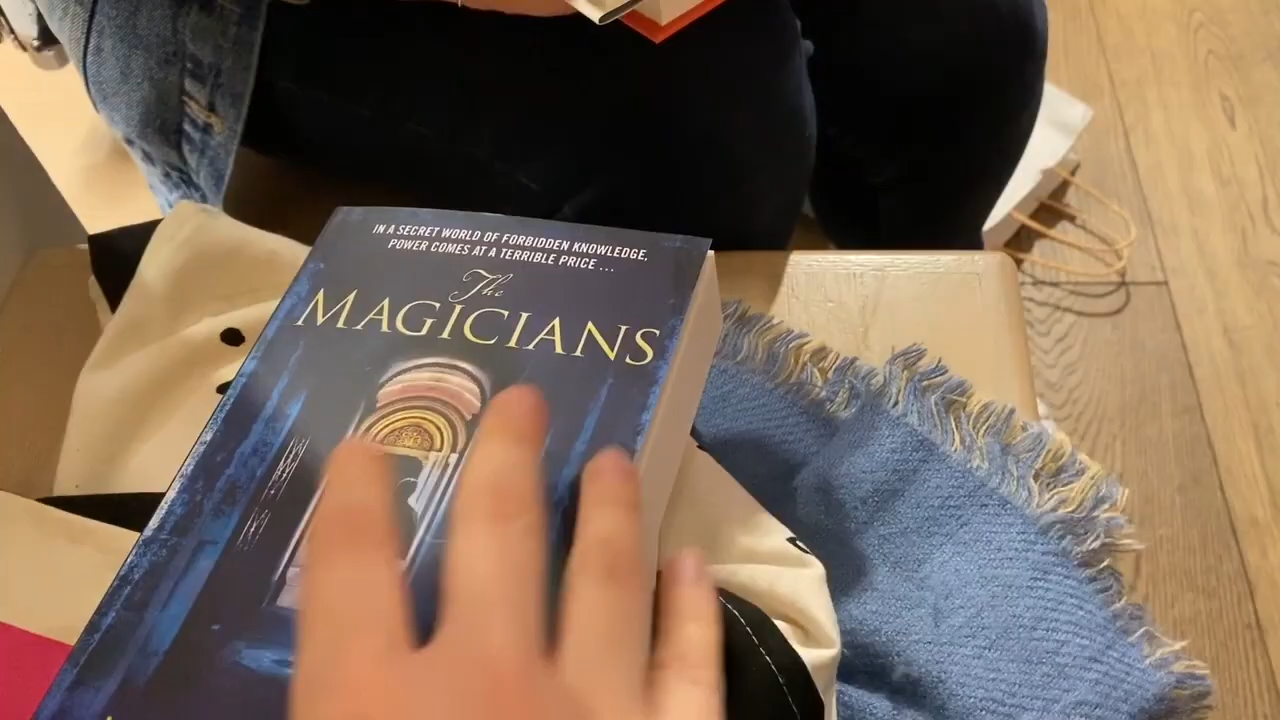 IN A SECRET WORLD OF FORBIDDEN KNOWLEDGE,
POWER COMES AT A TERRIBLE PRICE ...
The
MAGICIANS